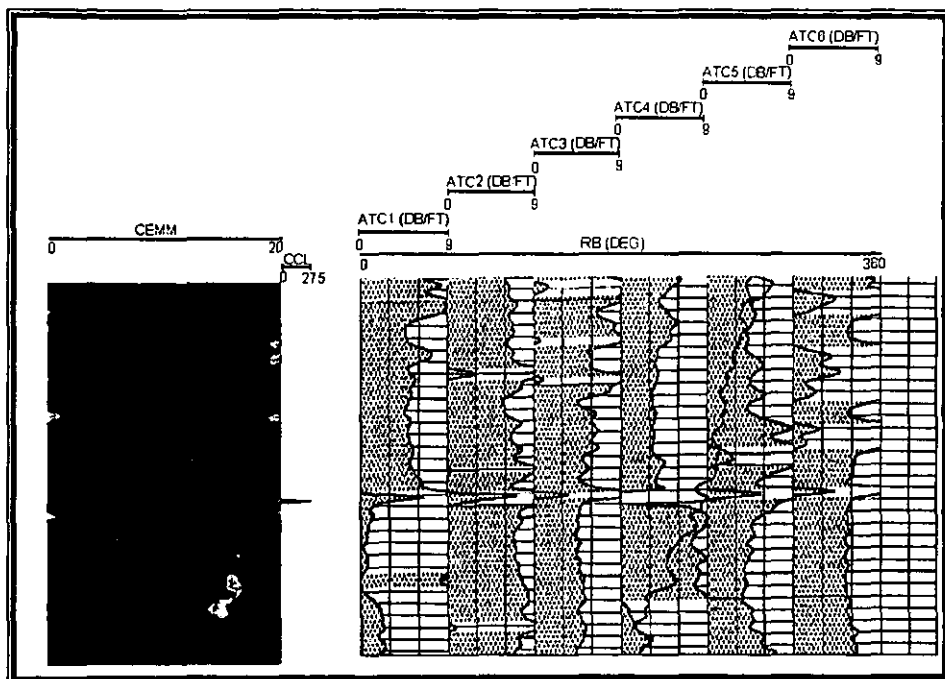 ATC6 (DB/FT)
0 9
ATC5 (DB/FT)
0 9
ATC4 (DB/FT)
0 9
ATC3 (DB/FT)
0 9
ATC2 (DB/FT)
0 9
ATC1 (DB/FT)
0 9
CEMM
0 20
CCL
0 275
RB (DEG)
0 360